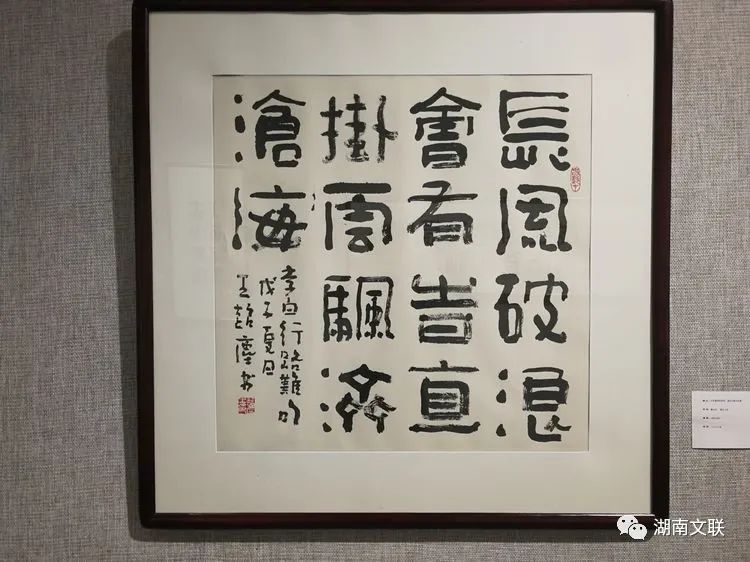 長風破浪
會有旹直
掛雲颿濟
滄海
李白行路難句
戊子夏日
王超塵書
湖南文联